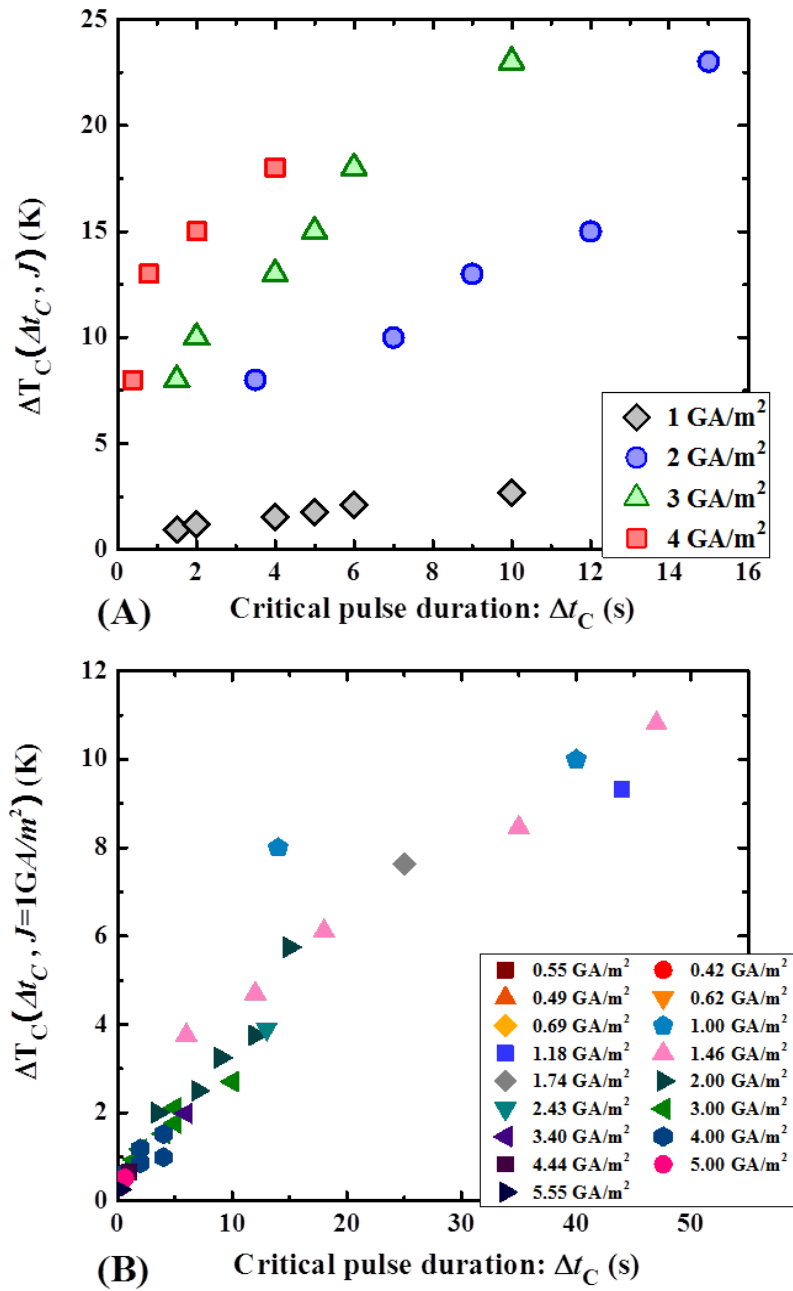 25
20
15
10
5
0
ΔT_C(Δt_C, J) (K)
1 GA/m²
2 GA/m²
3 GA/m²
4 GA/m²
0 2 4 6 8 10 12 14 16
(A) Critical pulse duration: Δt_C (s)
12
10
8
6
4
2
0
ΔT_C(Δt_C, J=1GA/m²) (K)
0.55 GA/m² 0.42 GA/m²
0.49 GA/m² 0.62 GA/m²
0.69 GA/m² 1.00 GA/m²
1.18 GA/m² 1.46 GA/m²
1.74 GA/m² 2.00 GA/m²
2.43 GA/m² 3.00 GA/m²
3.40 GA/m² 4.00 GA/m²
4.44 GA/m² 5.00 GA/m²
5.55 GA/m²
0 10 20 30 40 50
(B) Critical pulse duration: Δt_C (s)